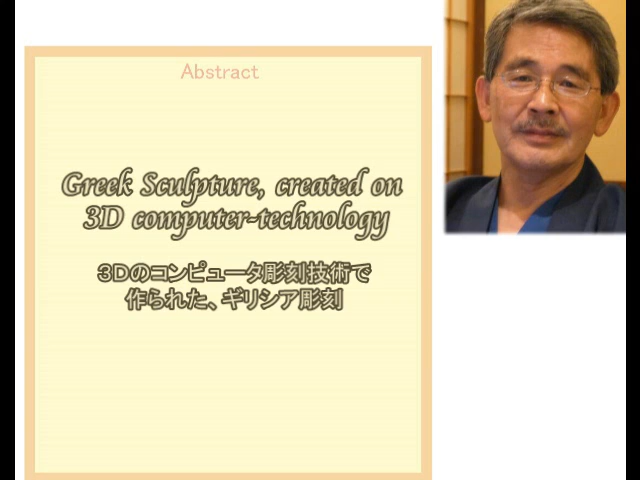 Abstract
Greek Sculpture, created on
3D computer-technology
３Ｄのコンピュータ彫刻技術で
作られた、ギリシア彫刻